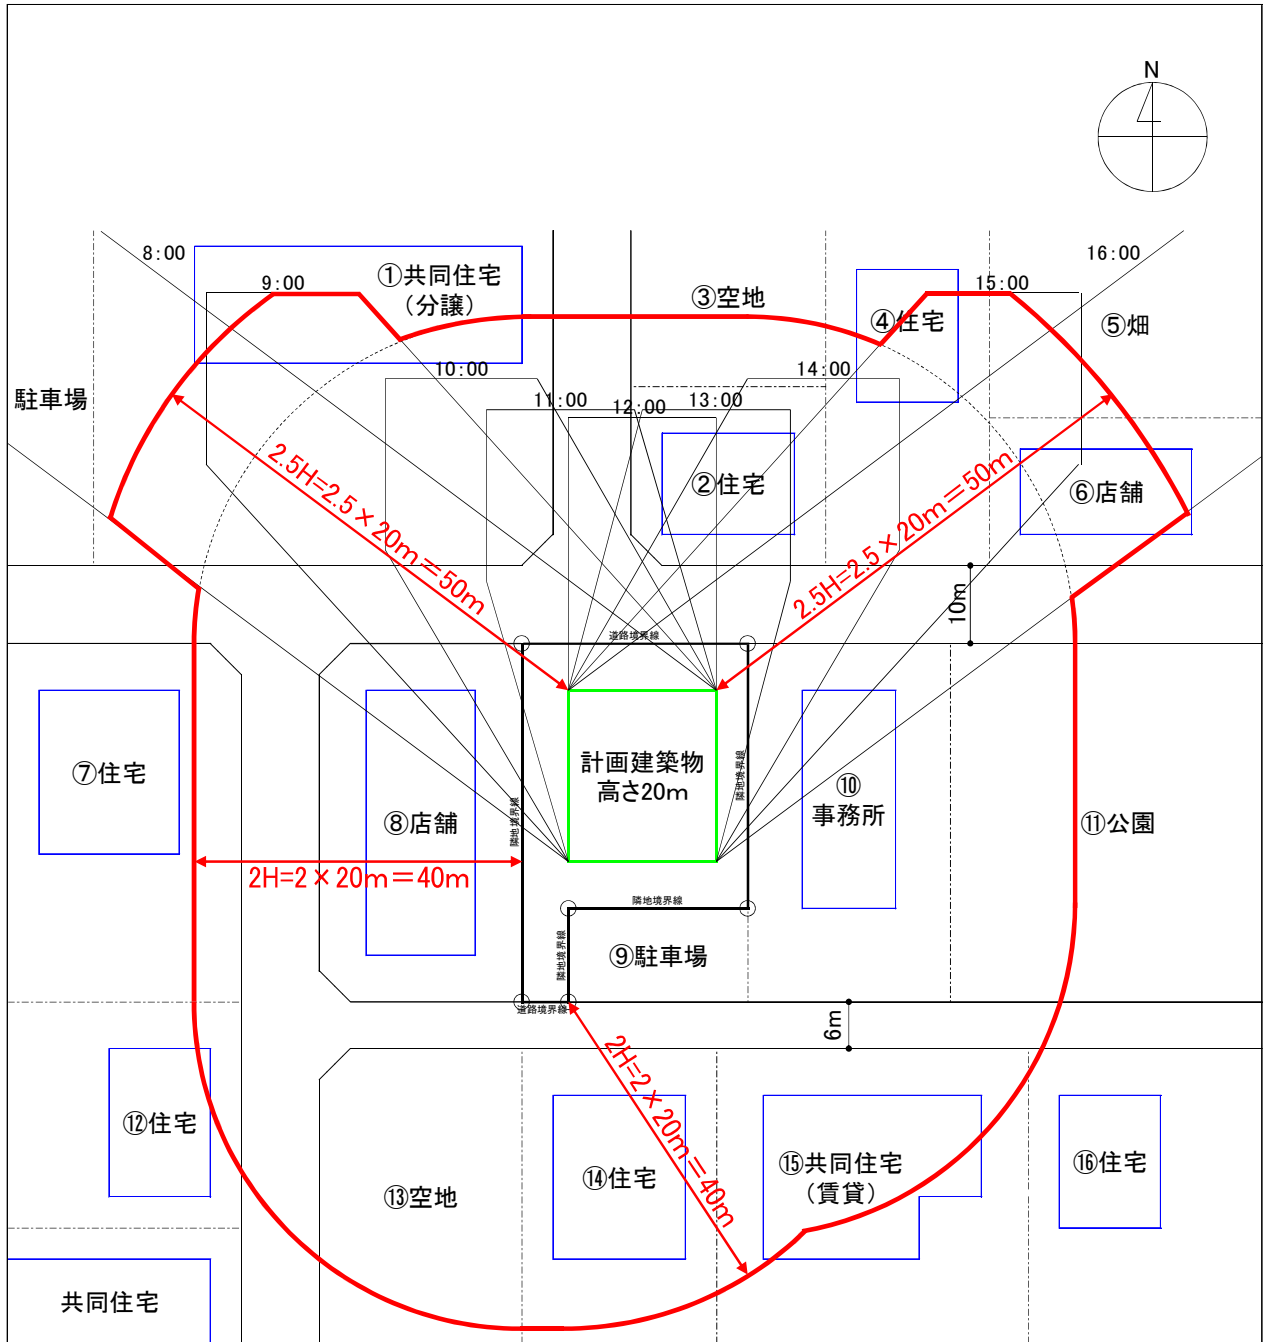 N
8:00
16:00
9:00
①共同住宅
（分譲）
③空地
15:00
④住宅
⑤畑
10:00
14:00
駐車場
11:00
12:00
13:00
2.5H=2.5×20m=50m
2.5H=2.5×20m=50m
②住宅
⑥店舗
10m
道路境界線
⑦住宅
計画建築物
高さ20m
隣地境界線
隣地境界線
⑧店舗
⑩
事務所
⑪公園
2H=2×20m=40m
隣地境界線
隣地境界線
⑨駐車場
道路境界線
6m
2H=2×20m=40m
⑫住宅
⑬空地
⑭住宅
⑮共同住宅
（賃貸）
⑯住宅
共同住宅